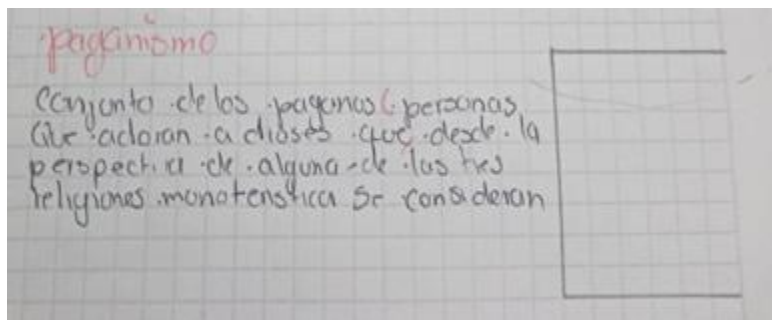 paganismo
Conjunto de los paganos (personas
que adoran a dioses que desde la
perspectiva de alguna de las tres
religiones monotenstica se consideran